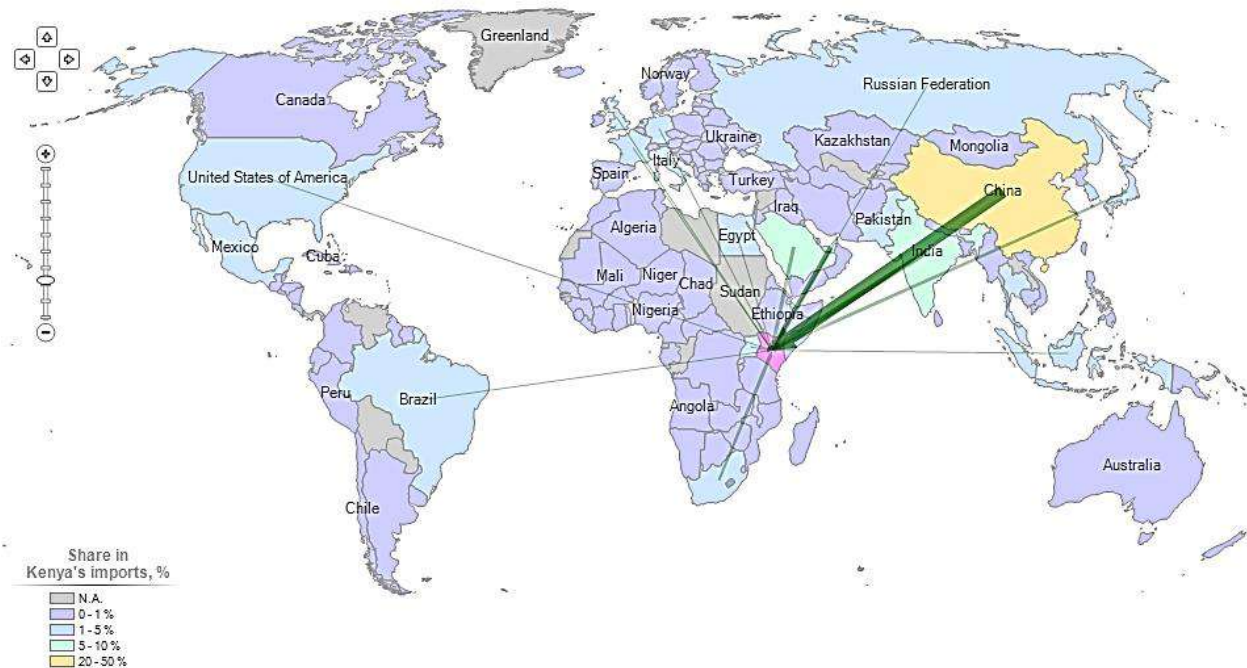 Greenland
Norway
Russian Federation
Canada
Ukraine
Kazakhstan
Mongolia
Italy
Spain
Turkey
United States of America
China
Iraq
Pakistan
Algeria
Egypt
Mexico
Cuba
India
Mali
Niger
Chad
Sudan
Nigeria
Ethiopia
Peru
Brazil
Angola
Australia
Chile
Share in
Kenya's imports, %
N.A.
0 - 1 %
1 - 5 %
5 - 10 %
20 - 50 %